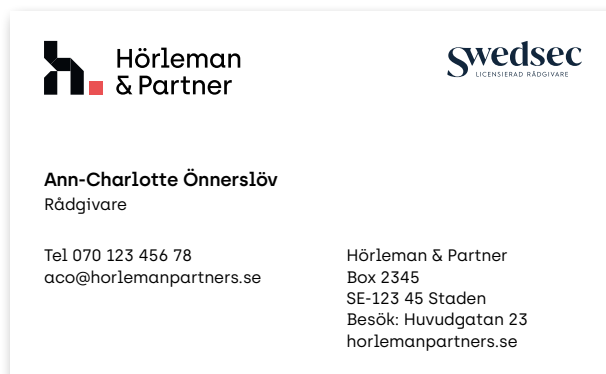 Hörleman
& Partner
Swedsec
LICENSIERAD RÅDGIVARE
Ann-Charlotte Önnerslöv
Rådgivare
Tel 070 123 456 78
aco@horlemanpartners.se
Hörleman & Partner
Box 2345
SE-123 45 Staden
Besök: Huvudgatan 23
horlemanpartners.se